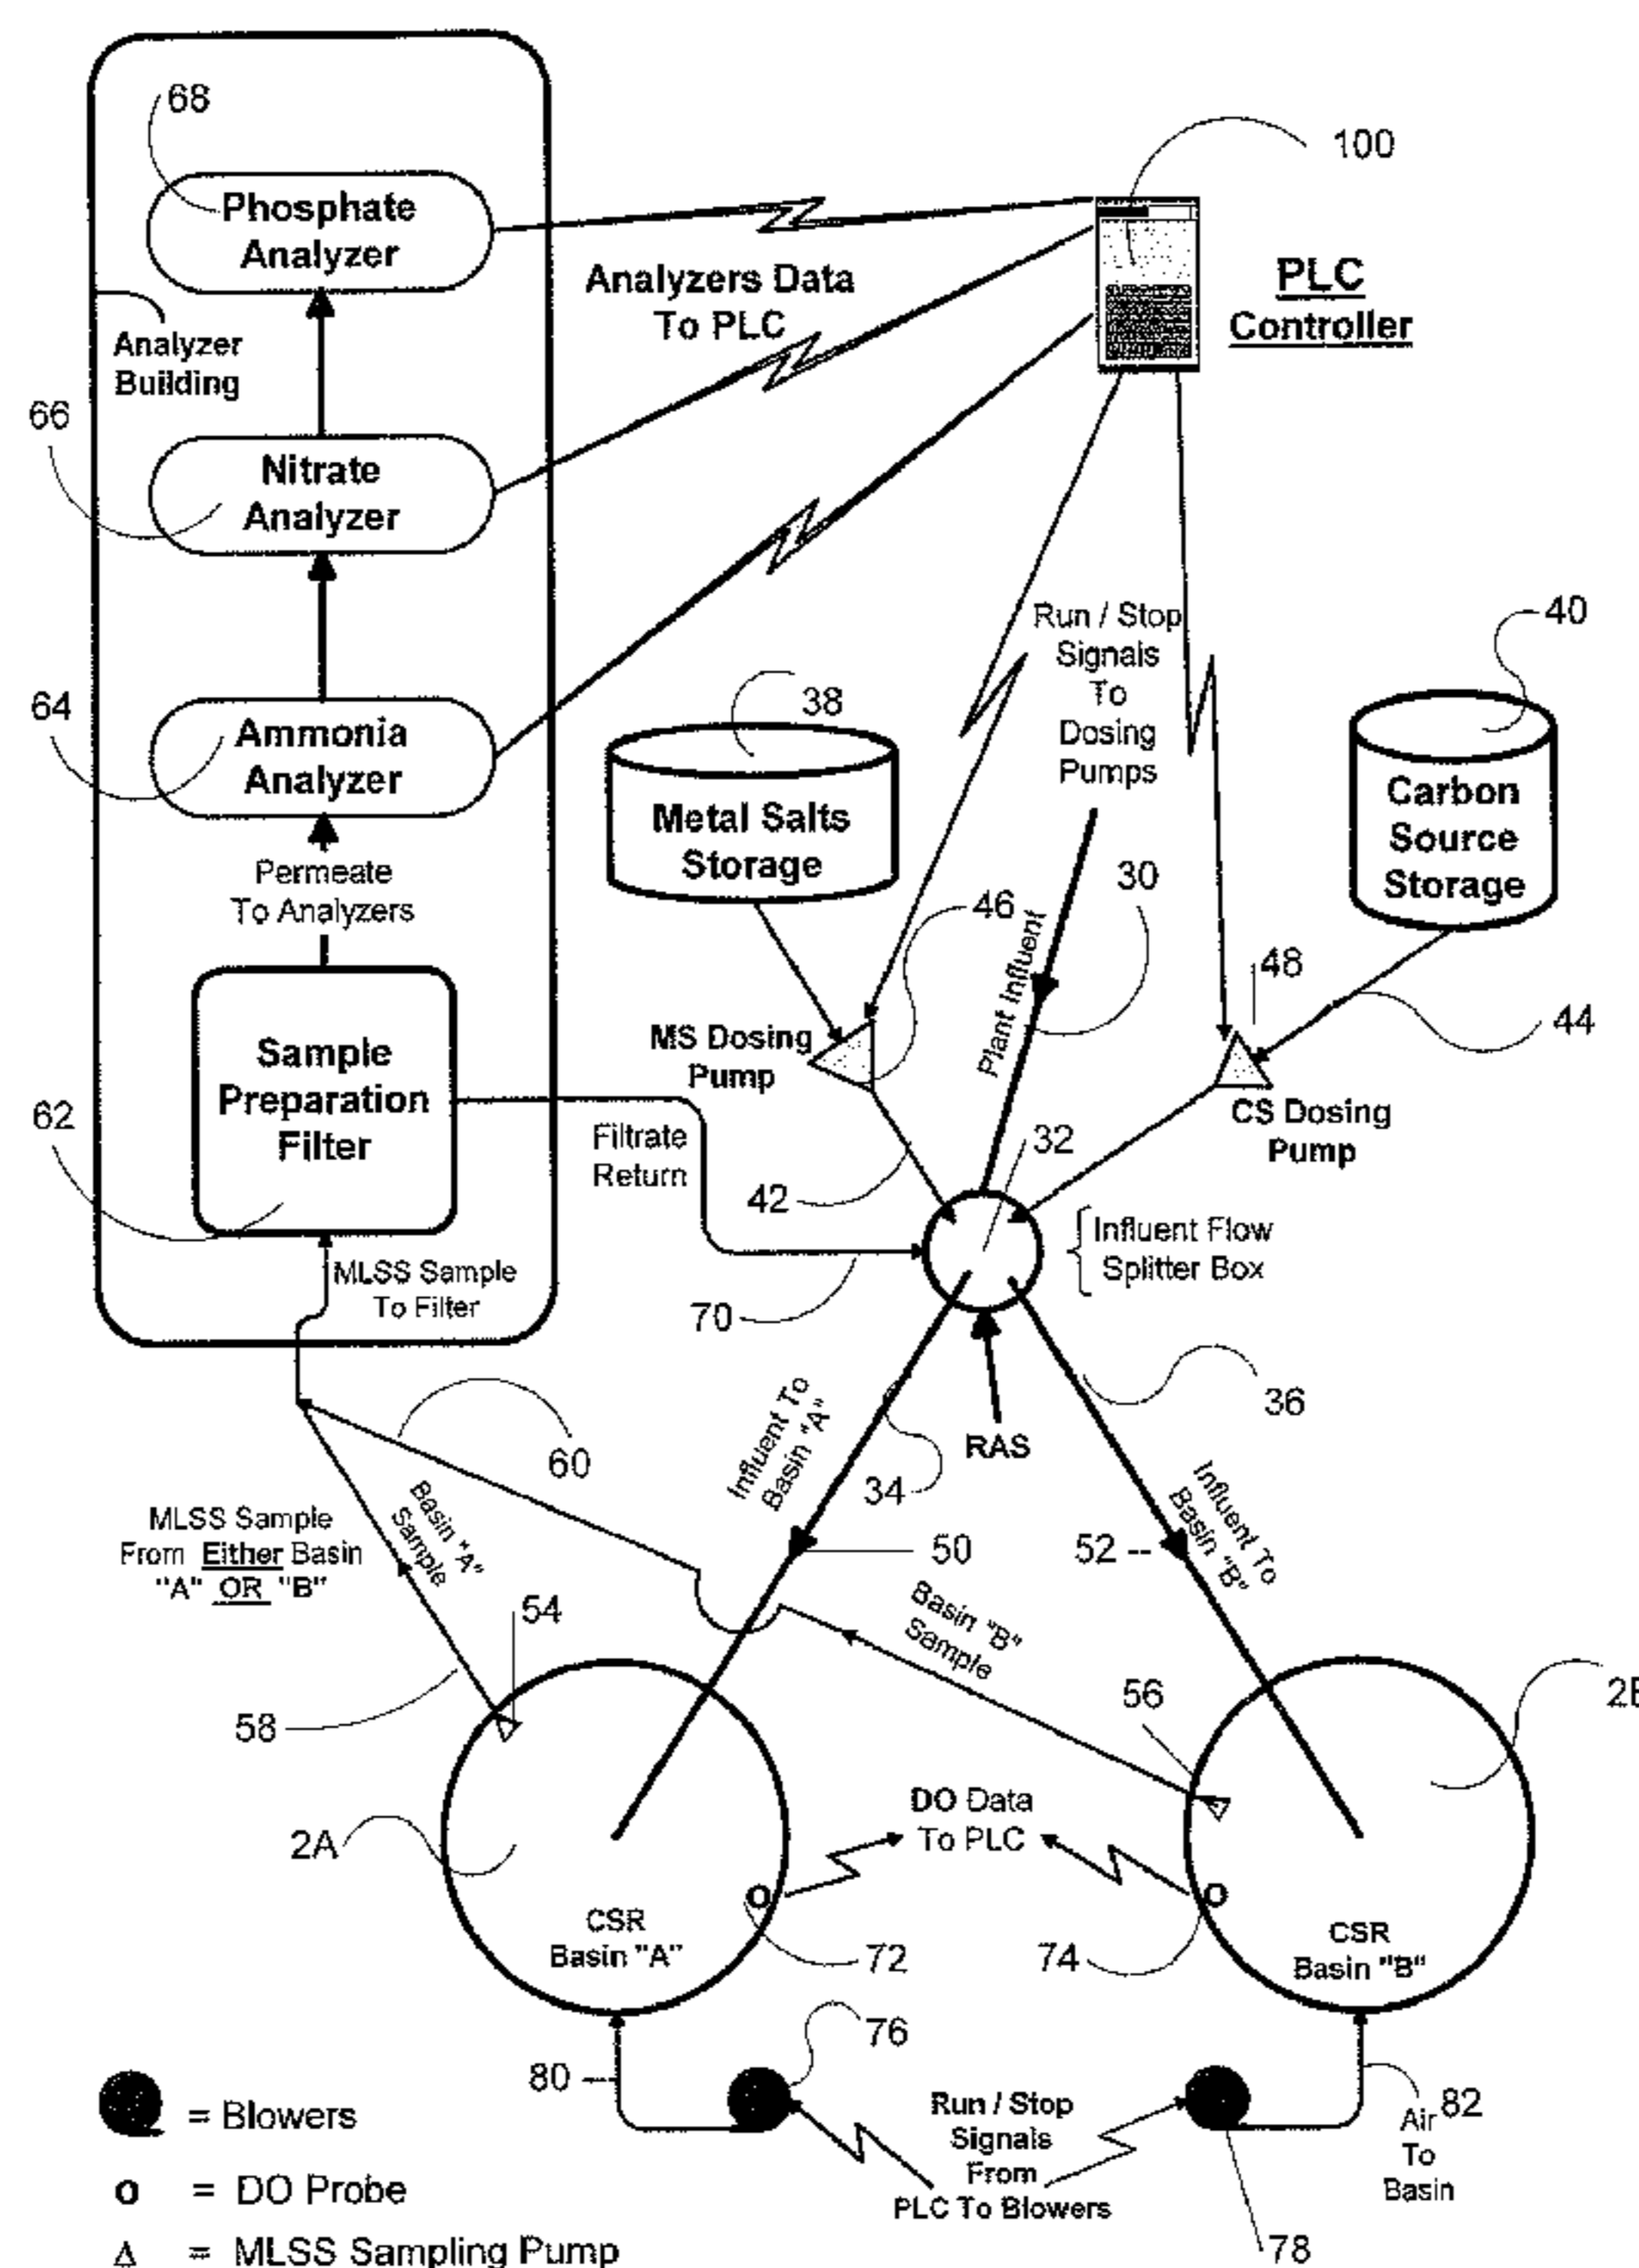 68
100
Phosphate
Analyzer
Analyzers Data
To PLC
PLC
Controller
Analyzer
Building
66
Nitrate
Analyzer
Run / Stop
Signals
To
Dosing
Pumps
40
64
38
Ammonia
Analyzer
Metal Salts
Storage
Carbon
Source
Storage
Permeate
To Analyzers
30
46
Plant Influent
48
44
MS Dosing
Pump
Sample
Preparation
Filter
CS Dosing
Pump
62
Filtrate
Return
32
42
Influent Flow
Splitter Box
MLSS Sample
To Filter
70
36
Influent To
Basin "A"
RAS
60
34
Influent To
Basin "B"
MLSS Sample
From Either Basin
"A" OR "B"
Basin "A"
Sample
50
52
54
Basin "B"
Sample
56
58
2A
DO Data
To PLC
CSR
Basin "A"
CSR
Basin "B"
72
74
76
80
= Blowers
Run / Stop
Signals
From
PLC To Blowers
82
Air
To
Basin
= DO Probe
78
= MLSS Sampling Pump